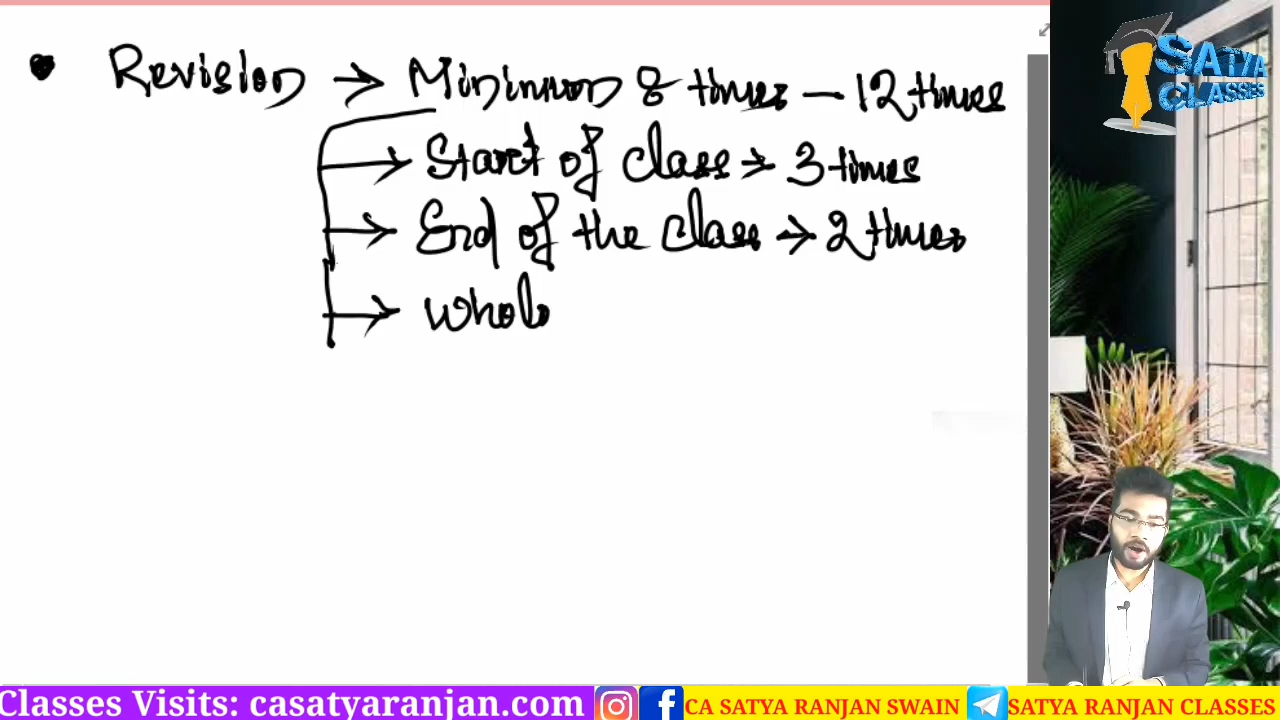 Revision → Minimum 8 times – 12 times
→ Start of class → 3 times
→ End of the class → 2 times
→ Whole
SATYA
CLASSES
Classes Visits: casatyaranjan.com
CA SATYA RANJAN SWAIN
SATYA RANJAN CLASSES